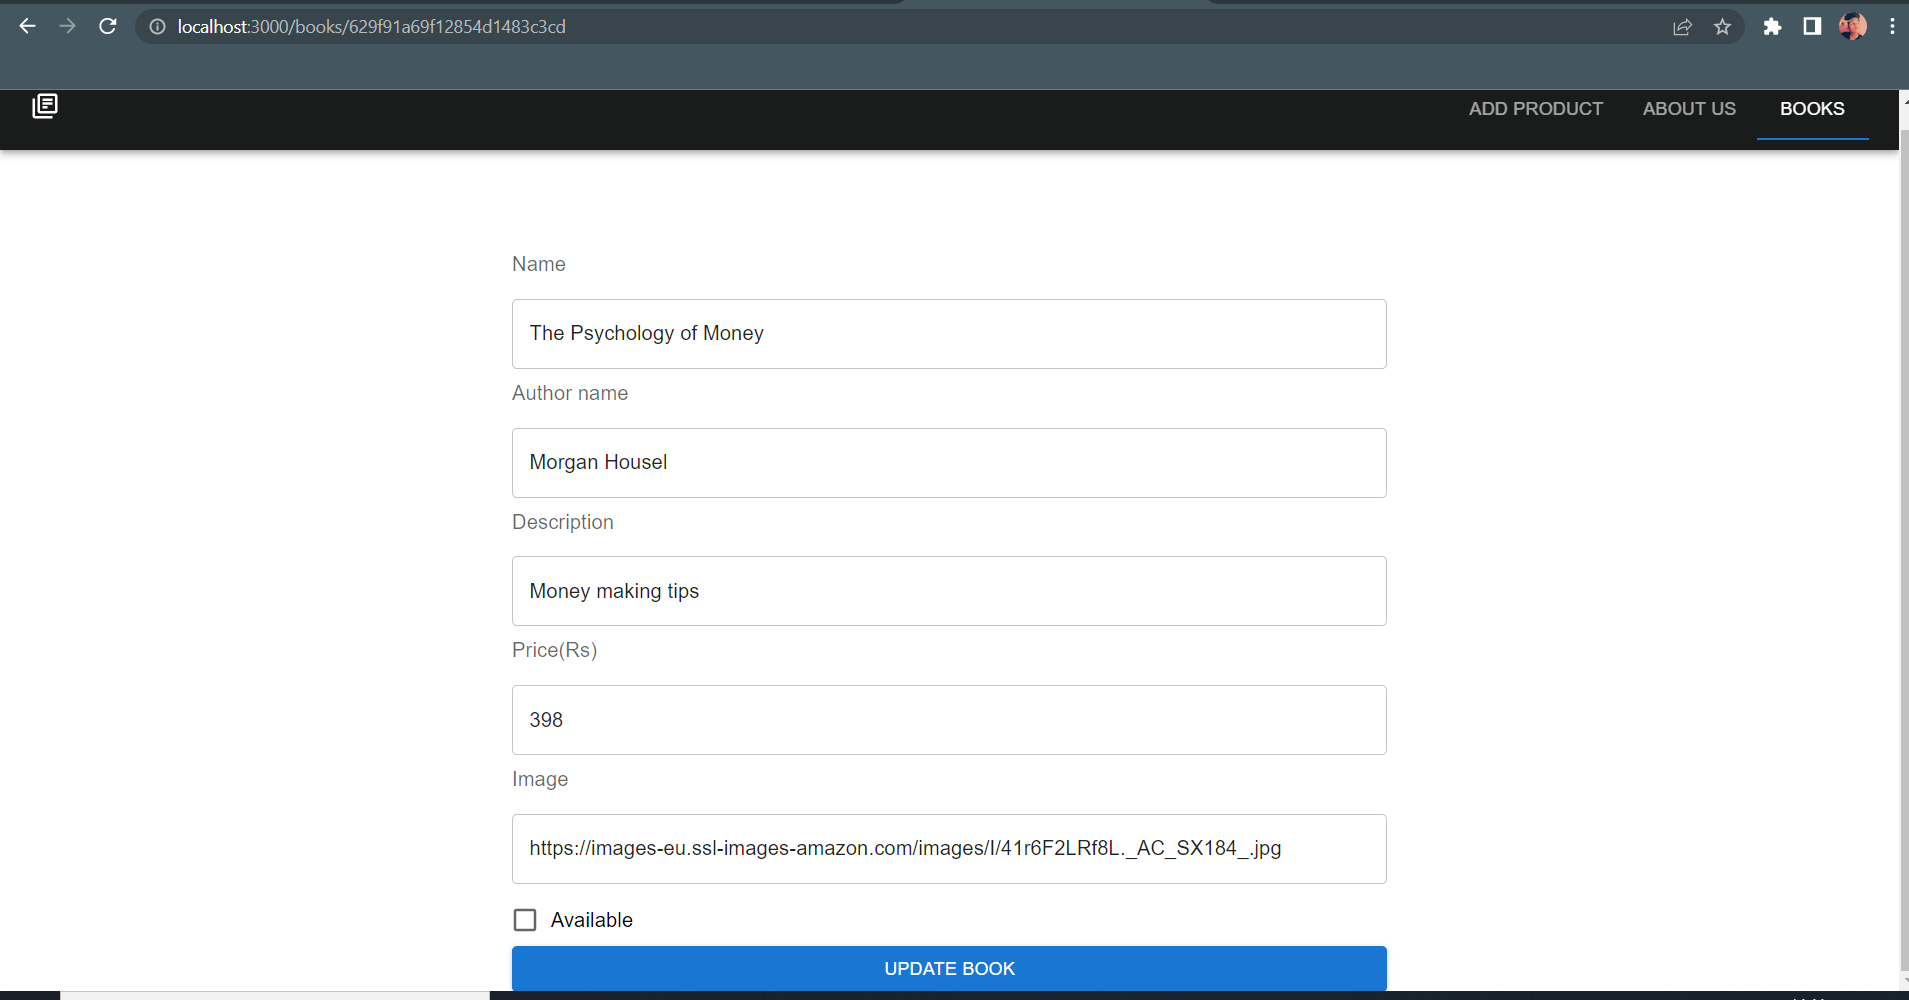 localhost:3000/books/629f91a69f12854d1483c3cd
ADD PRODUCT ABOUT US BOOKS
Name
The Psychology of Money
Author name
Morgan Housel
Description
Money making tips
Price(Rs)
398
Image
https://images-eu.ssl-images-amazon.com/images/I/41r6F2LRf8L._AC_SX184_.jpg
Available
UPDATE BOOK